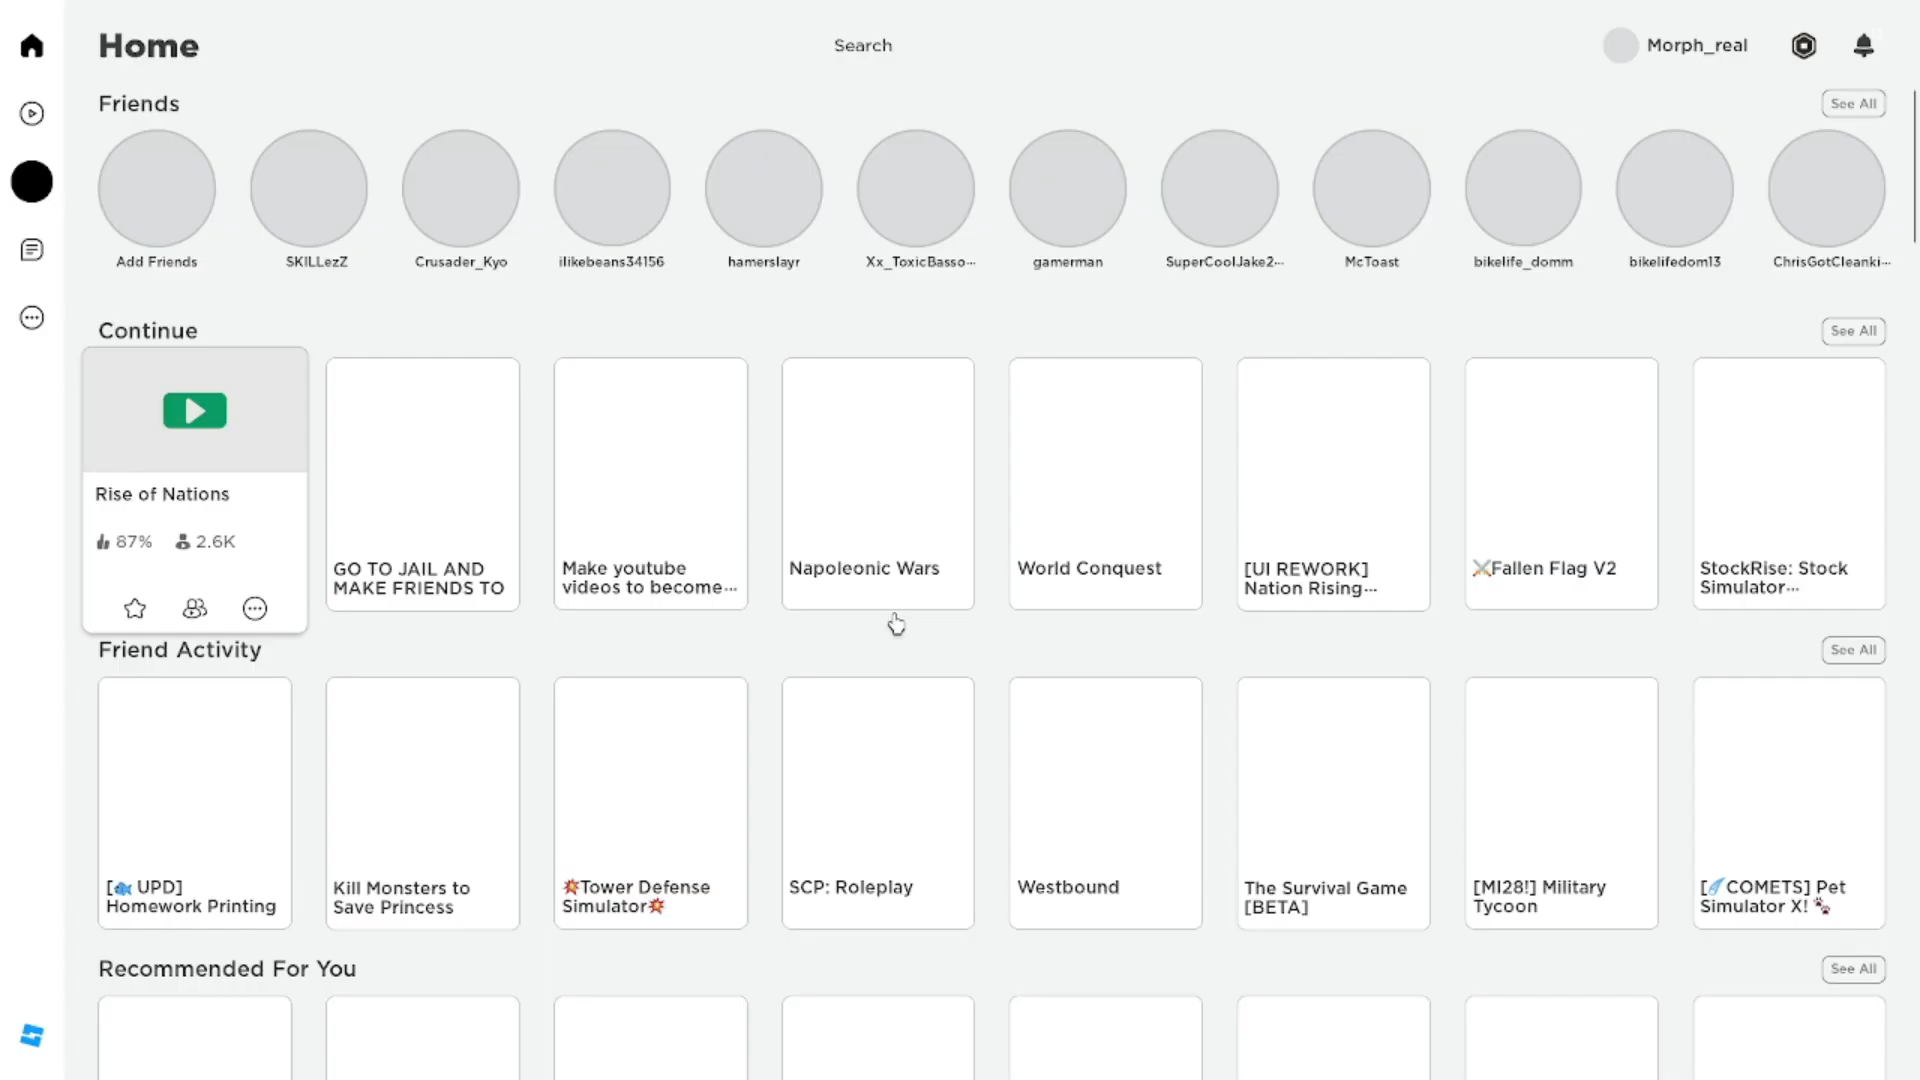 Home
Search
Morph_real
Friends
See All
Add Friends
SKILLezZ
Crusader_Kyo
ilikebeans34156
hamerslayr
Xx_ToxicBasso...
gamerman
SuperCoolJake2...
McToast
bikelife_domm
bikelifedom13
ChrisGotCleanki...
Continue
See All
Rise of Nations
87%
2.6K
GO TO JAIL AND
MAKE FRIENDS TO
Make youtube
videos to become...
Napoleonic Wars
World Conquest
[UI REWORK]
Nation Rising...
⚔️Fallen Flag V2
StockRise: Stock
Simulator...
Friend Activity
See All
[🐟 UPD]
Homework Printing
Kill Monsters to
Save Princess
💥Tower Defense
Simulator💥
SCP: Roleplay
Westbound
The Survival Game
[BETA]
[MI28!] Military
Tycoon
[☄️COMETS] Pet
Simulator X! 🐾
Recommended For You
See All